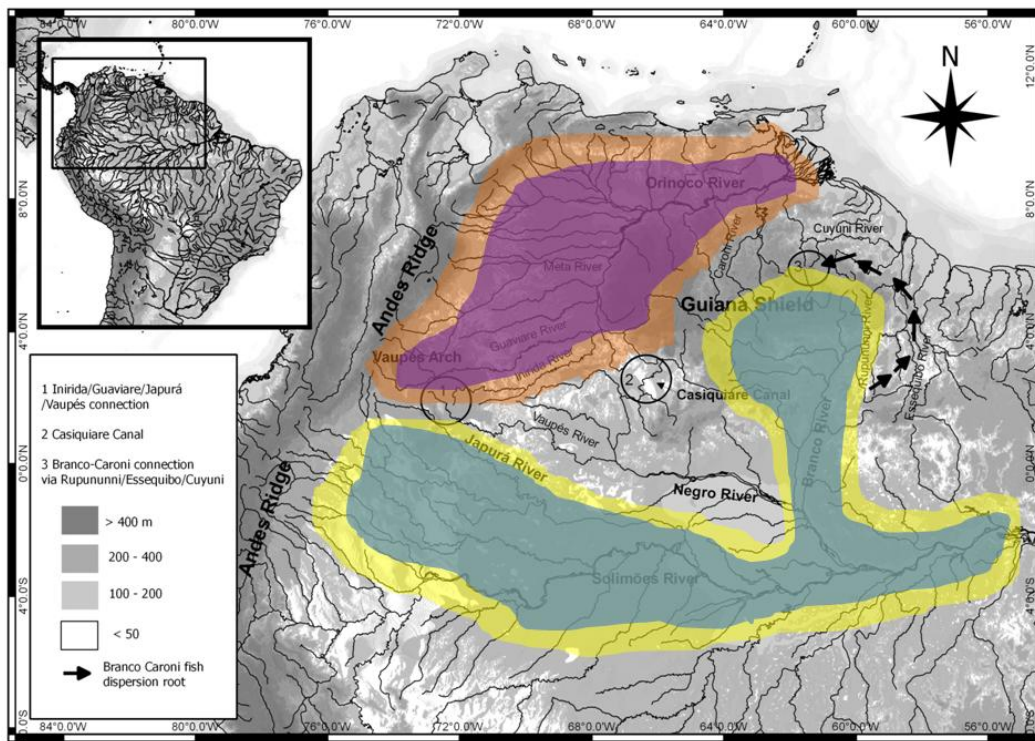 84°0.0'W 80°0.0'W 76°0.0'W 72°0.0'W 68°0.0'W 64°0.0'W 60°0.0'W 56°0.0'W
12°0.0'N
8°0.0'N
4°0.0'N
0°0.0'N
4°0.0'S
N
12°0.0'N
8°0.0'N
4°0.0'N
0°0.0'N
4°0.0'S
Orinoco River
Cuyúni River
Caroni River
3
Meta River
Andes Ridge
Guiana Shield
Guaviare River
Vaupés Arch
Inirida River
Rupununi River
Essequibo River
1
2
Casiquiare Canal
Vaupés River
Branco River
Japurá River
Negro River
Andes Ridge
Solimões River
1 Inirida/Guaviare/Japurá
/Vaupés connection
2 Casiquiare Canal
3 Branco-Caroni connection
via Rupununni/Essequibo/Cuyuni
> 400 m
200 - 400
100 - 200
< 50
Branco Caroni fish
dispersion root
84°0.0'W 80°0.0'W 76°0.0'W 72°0.0'W 68°0.0'W 64°0.0'W 60°0.0'W 56°0.0'W